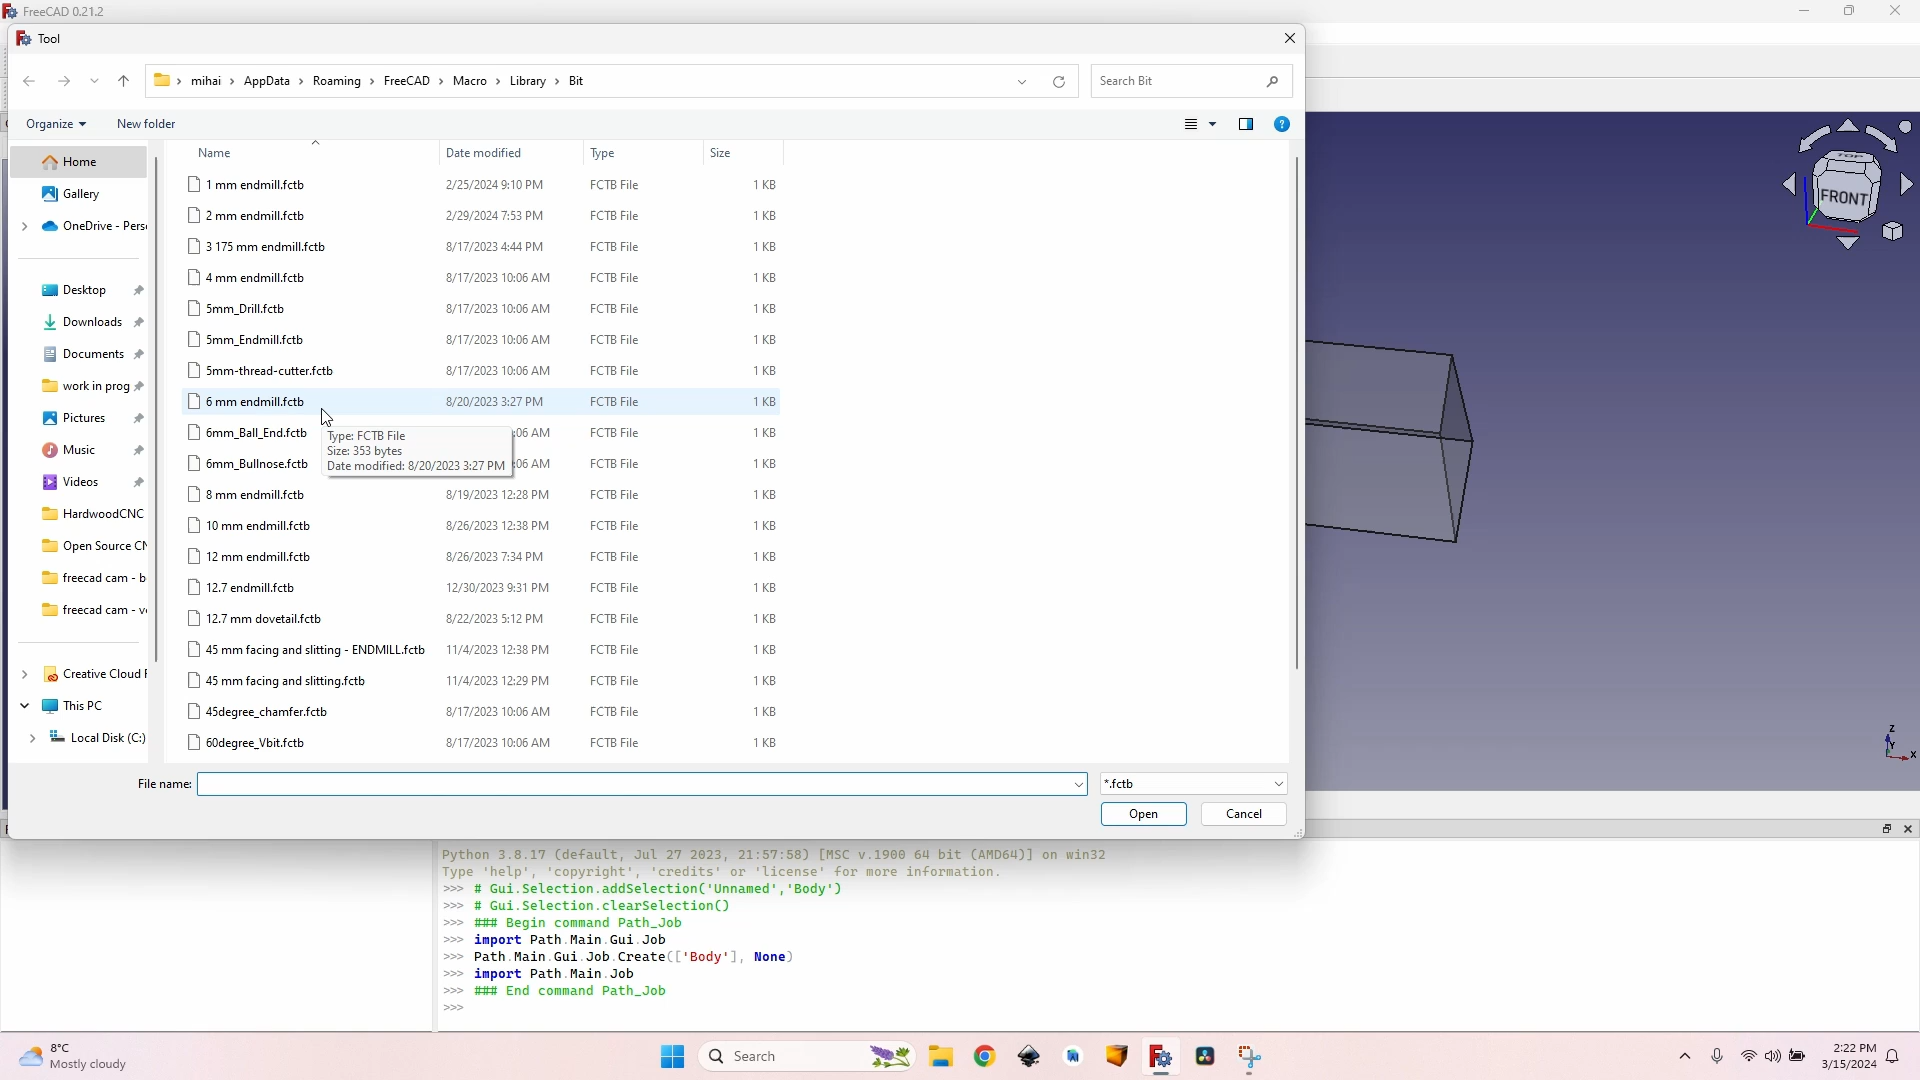 FreeCAD 0.21.2
Tool
mihai > AppData > Roaming > FreeCAD > Macro > Library > Bit
Search Bit
Organize
New folder
Name
Date modified
Type
Size
Home
Gallery
OneDrive - Pers
Desktop
Downloads
Documents
work in prog
Pictures
Music
Videos
HardwoodCNC
Open Source CN
freecad cam - b
freecad cam - v
Creative Cloud F
This PC
Local Disk (C:)
1 mm endmill.fctb 2/25/2024 9:10 PM FCTB File 1 KB
2 mm endmill.fctb 2/29/2024 7:53 PM FCTB File 1 KB
3 175 mm endmill.fctb 8/17/2023 4:44 PM FCTB File 1 KB
4 mm endmill.fctb 8/17/2023 10:06 AM FCTB File 1 KB
5mm_Drill.fctb 8/17/2023 10:06 AM FCTB File 1 KB
5mm_Endmill.fctb 8/17/2023 10:06 AM FCTB File 1 KB
5mm-thread-cutter.fctb 8/17/2023 10:06 AM FCTB File 1 KB
6 mm endmill.fctb 8/20/2023 3:27 PM FCTB File 1 KB
6mm_Ball_End.fctb :06 AM FCTB File 1 KB
6mm_Bullnose.fctb :06 AM FCTB File 1 KB
Type: FCTB File
Size: 353 bytes
Date modified: 8/20/2023 3:27 PM
8 mm endmill.fctb 8/19/2023 12:28 PM FCTB File 1 KB
10 mm endmill.fctb 8/26/2023 12:38 PM FCTB File 1 KB
12 mm endmill.fctb 8/26/2023 7:34 PM FCTB File 1 KB
12.7 endmill.fctb 12/30/2023 9:31 PM FCTB File 1 KB
12.7 mm dovetail.fctb 8/22/2023 5:12 PM FCTB File 1 KB
45 mm facing and slitting - ENDMILL.fctb 11/4/2023 12:38 PM FCTB File 1 KB
45 mm facing and slitting.fctb 11/4/2023 12:29 PM FCTB File 1 KB
45degree_chamfer.fctb 8/17/2023 10:06 AM FCTB File 1 KB
60degree_Vbit.fctb 8/17/2023 10:06 AM FCTB File 1 KB
File name:
*.fctb
Open
Cancel
TOP
FRONT
Z
Y
X
Python 3.8.17 (default, Jul 27 2023, 21:57:58) [MSC v.1900 64 bit (AMD64)] on win32
Type 'help', 'copyright', 'credits' or 'license' for more information.
>>> # Gui.Selection.addSelection('Unnamed','Body')
>>> # Gui.Selection.clearSelection()
>>> ### Begin command Path_Job
>>> import Path.Main.Gui.Job
>>> Path.Main.Gui.Job.Create(['Body'], None)
>>> import Path.Main.Job
>>> ### End command Path_Job
>>>
8°C
Mostly cloudy
Search
2:22 PM
3/15/2024